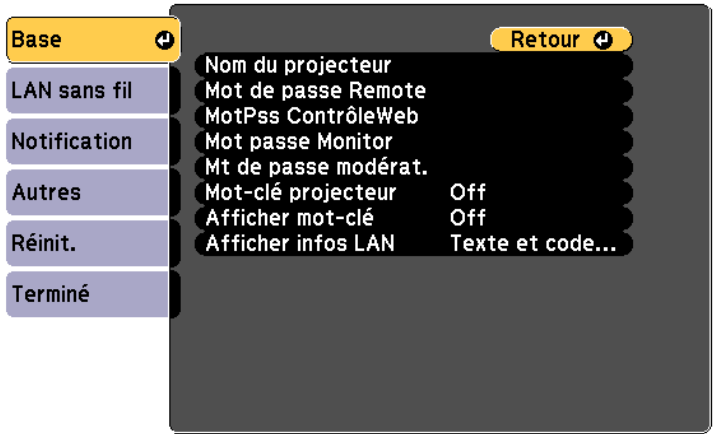 Base
LAN sans fil
Notification
Autres
Réinit.
Terminé
Retour
Nom du projecteur
Mot de passe Remote
MotPss ContrôleWeb
Mot passe Monitor
Mt de passe modérat.
Mot-clé projecteur Off
Afficher mot-clé Off
Afficher infos LAN Texte et code...